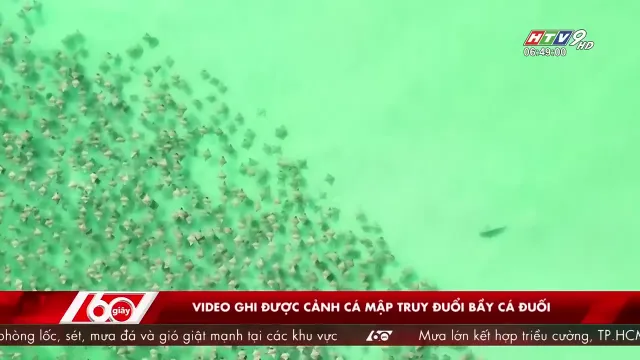 HTV9 HD
06:49:00
60 giây
VIDEO GHI ĐƯỢC CẢNH CÁ MẬP TRUY ĐUỔI BẦY CÁ ĐUỐI
phòng lốc, sét, mưa đá và gió giật mạnh tại các khu vực 60 Mưa lớn kết hợp triều cường, TP.HCM